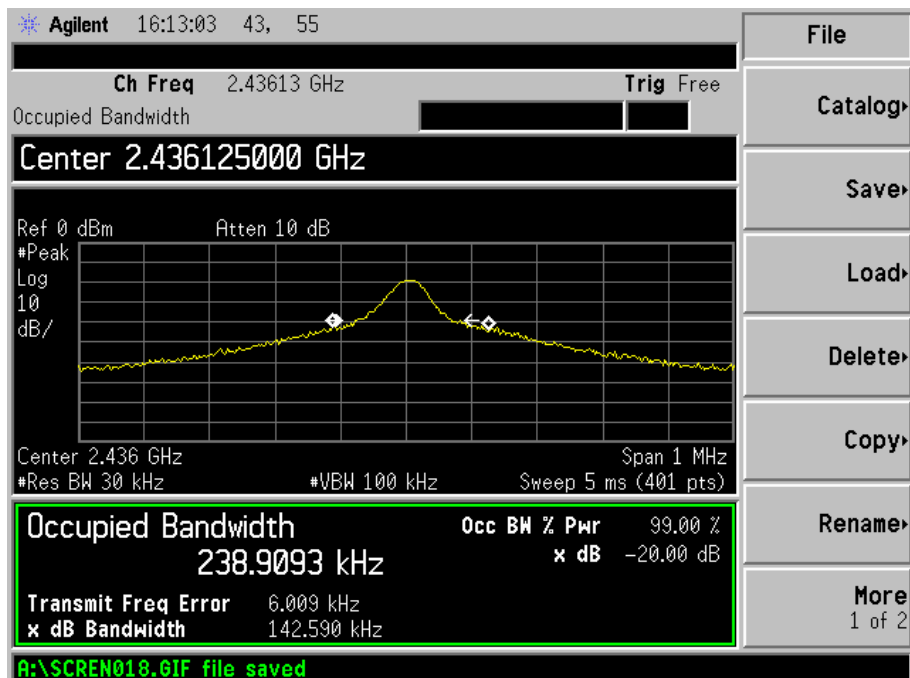 Agilent 16:13:03 43, 55
File
Ch Freq 2.43613 GHz Trig Free
Occupied Bandwidth
Catalog
Center 2.436125000 GHz
Save
Ref 0 dBm Atten 10 dB
#Peak
Log
10
dB/
Load
Delete
Copy
Center 2.436 GHz Span 1 MHz
#Res BW 30 kHz #VBW 100 kHz Sweep 5 ms (401 pts)
Occupied Bandwidth Occ BW % Pwr 99.00 %
238.9093 kHz x dB -20.00 dB
Rename
Transmit Freq Error 6.009 kHz
x dB Bandwidth 142.590 kHz
More
1 of 2
A:\SCREN018.GIF file saved